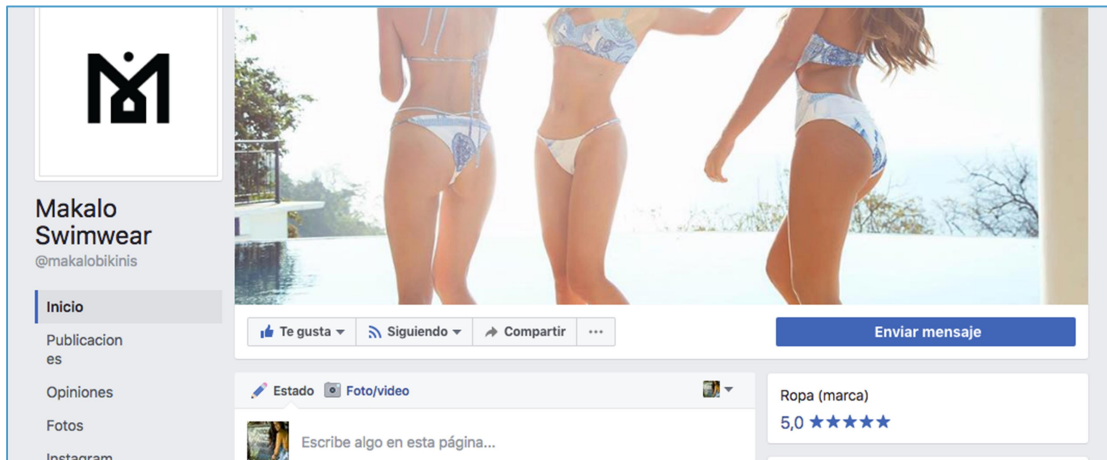 Makalo
Swimwear
@makalobikinis
Inicio
Publicacion
es
Opiniones
Fotos
Instagram
Te gusta
Siguiendo
Compartir
Enviar mensaje
Estado
Foto/video
Escribe algo en esta página...
Ropa (marca)
5,0